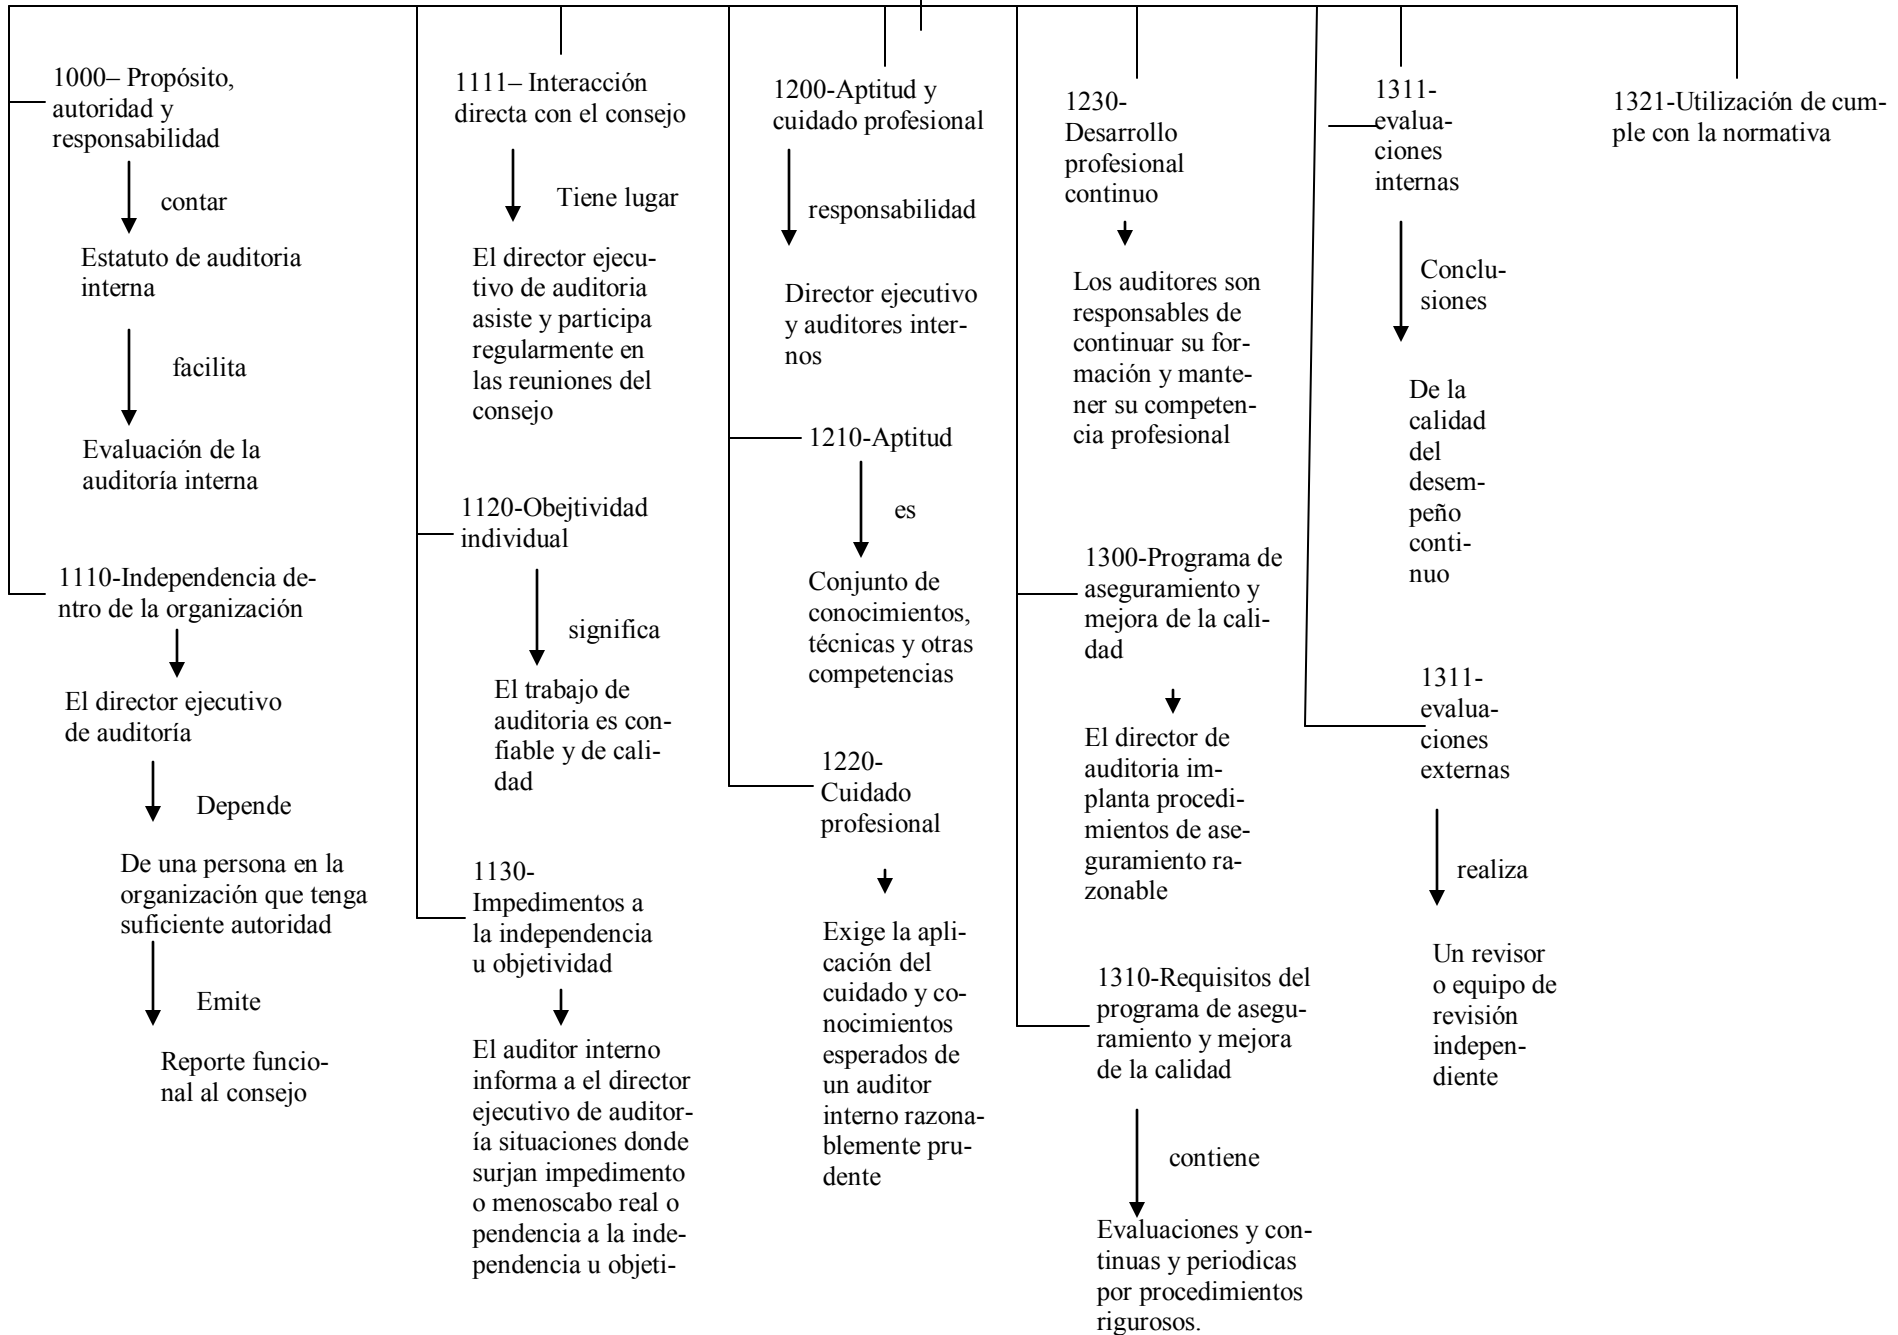 1000– Propósito,
autoridad y
responsabilidad
contar
Estatuto de auditoria
interna
facilita
Evaluación de la
auditoría interna
1110-Independencia de-
ntro de la organización
El director ejecutivo
de auditoría
Depende
De una persona en la
organización que tenga
suficiente autoridad
Emite
Reporte funcio-
nal al consejo
1111– Interacción
directa con el consejo
Tiene lugar
El director ejecu-
tivo de auditoria
asiste y participa
regularmente en
las reuniones del
consejo
1120-Obejtividad
individual
significa
El trabajo de
auditoria es con-
fiable y de cali-
dad
1130-
Impedimentos a
la independencia
u objetividad
El auditor interno
informa a el director
ejecutivo de auditor-
ía situaciones donde
surjan impedimento
o menoscabo real o
pendencia a la inde-
pendencia u objeti-
1200-Aptitud y
cuidado profesional
responsabilidad
Director ejecutivo
y auditores inter-
nos
1210-Aptitud
es
Conjunto de
conocimientos,
técnicas y otras
competencias
1220-
Cuidado
profesional
Exige la apli-
cación del
cuidado y co-
nocimientos
esperados de
un auditor
interno razona-
blemente pru-
dente
1230-
Desarrollo
profesional
continuo
Los auditores son
responsables de
continuar su for-
mación y mante-
ner su competen-
cia profesional
1300-Programa de
aseguramiento y
mejora de la cali-
dad
El director de
auditoria im-
planta procedi-
mientos de ase-
guramiento ra-
zonable
1310-Requisitos del
programa de asegu-
ramiento y mejora
de la calidad
contiene
Evaluaciones y con-
tinuas y periodicas
por procedimientos
rigurosos.
1311-
evalua-
ciones
internas
Conclu-
siones
De la
calidad
del
desem-
peño
conti-
nuo
1311-
evalua-
ciones
externas
realiza
Un revisor
o equipo de
revisión
indepen-
diente
1321-Utilización de cum-
ple con la normativa